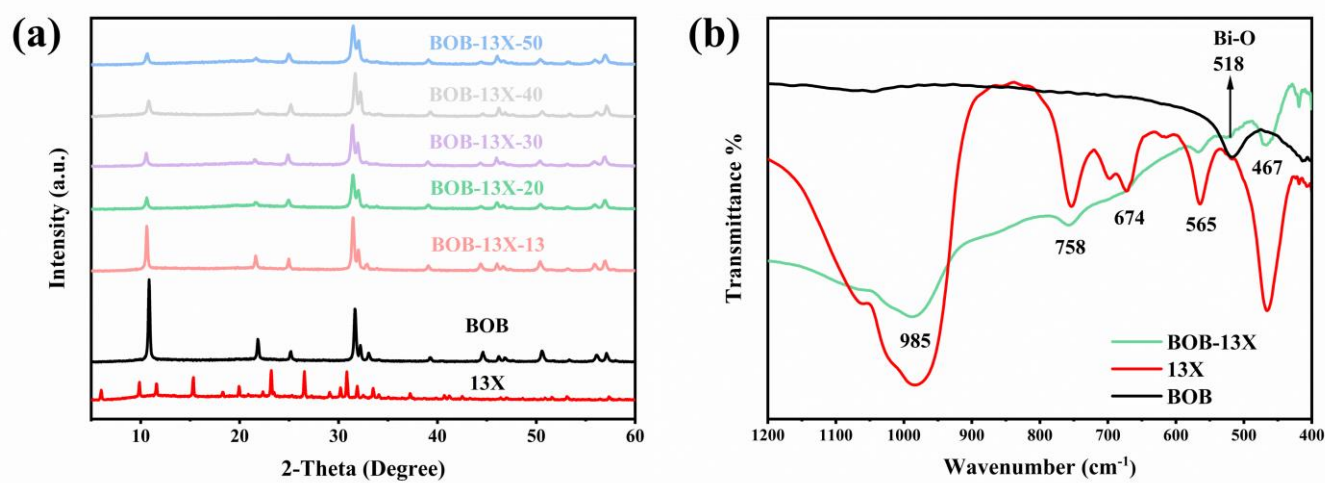 (a)
BOB-13X-50
BOB-13X-40
BOB-13X-30
BOB-13X-20
BOB-13X-13
BOB
13X
Intensity (a.u.)
10 20 30 40 50 60
2-Theta (Degree)
(b)
Bi-O
518
467
565
674
758
985
BOB-13X
13X
BOB
Transmittance %
1200 1100 1000 900 800 700 600 500 400
Wavenumber (cm⁻¹)